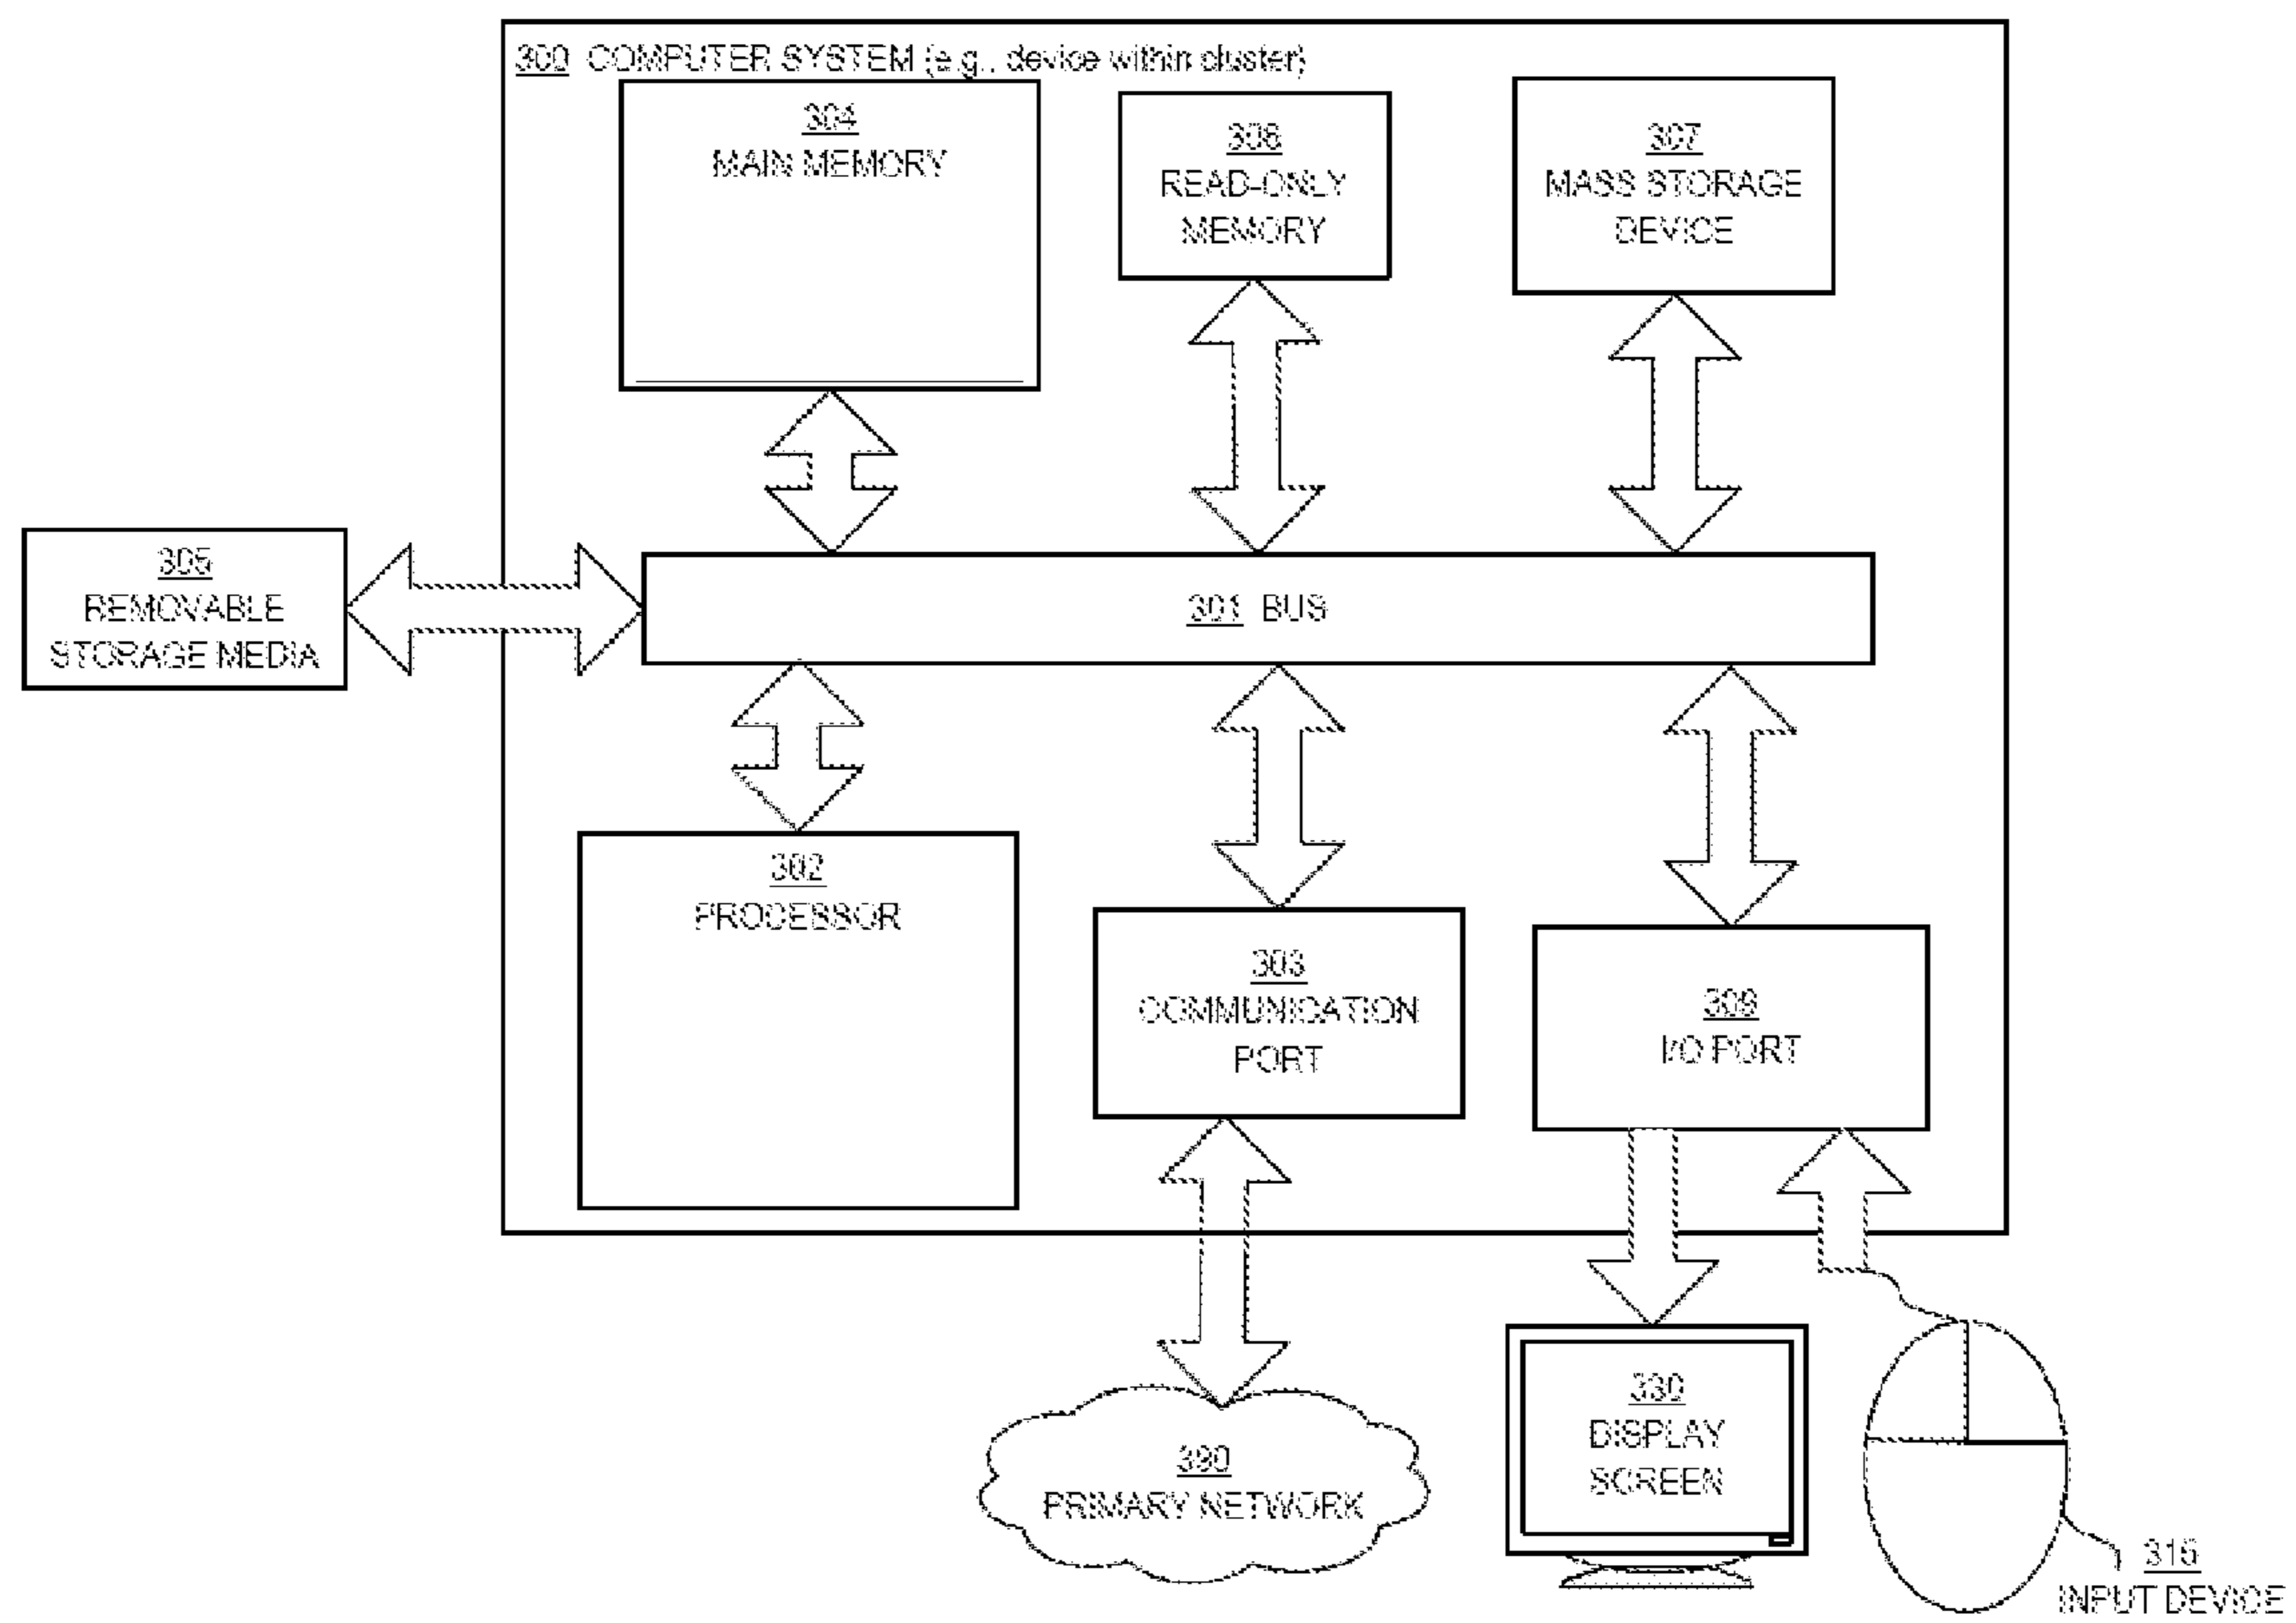 300 COMPUTER SYSTEM (e.g., device within cluster)
304
MAIN MEMORY
306
READ-ONLY
MEMORY
307
MASS STORAGE
DEVICE
305
REMOVABLE
STORAGE MEDIA
301 BUS
302
PROCESSOR
303
COMMUNICATION
PORT
309
I/O PORT
390
PRIMARY NETWORK
330
DISPLAY
SCREEN
315
INPUT DEVICE